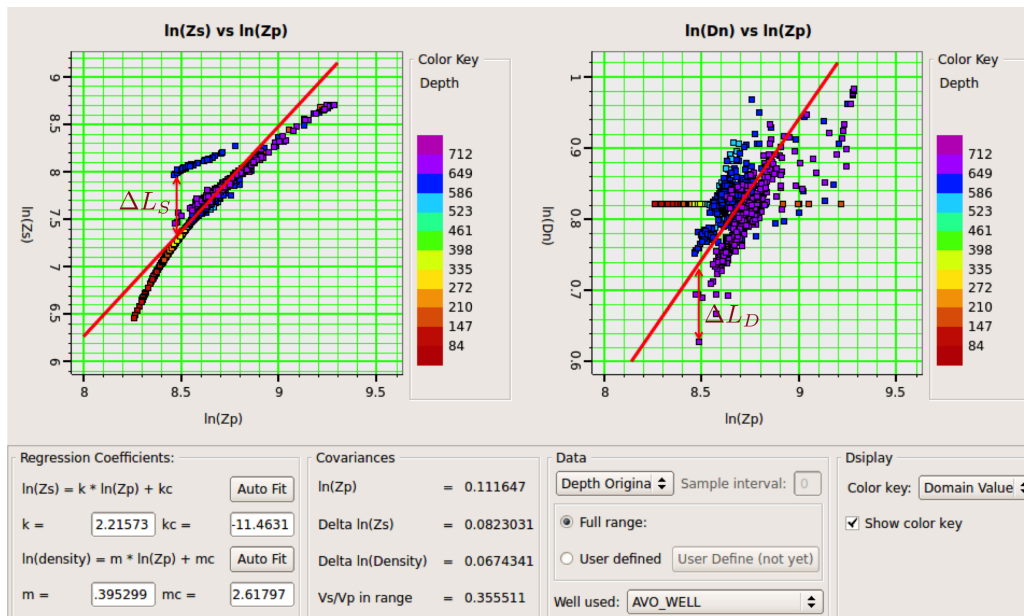 ln(Zs) vs ln(Zp)
9
8.5
8
7.5
7
6.5
6
ln(Zs)
ΔL_S
8
8.5
9
9.5
ln(Zp)
Color Key
Depth
712
649
586
523
461
398
335
272
210
147
84
ln(Dn) vs ln(Zp)
1
0.9
0.8
0.7
0.6
ln(Dn)
ΔL_D
8
8.5
9
9.5
ln(Zp)
Color Key
Depth
712
649
586
523
461
398
335
272
210
147
84
Regression Coefficients:
ln(Zs) = k * ln(Zp) + kc Auto Fit
k = 2.21573 kc = -11.4631
ln(density) = m * ln(Zp) + mc Auto Fit
m = .395299 mc = 2.61797
Covariances
ln(Zp) = 0.111647
Delta ln(Zs) = 0.0823031
Delta ln(Density) = 0.0674341
Vs/Vp in range = 0.355511
Data
Depth Origina Sample interval: 0
Full range:
User defined User Define (not yet)
Well used: AVO_WELL
Dsiplay
Color key: Domain Value
Show color key